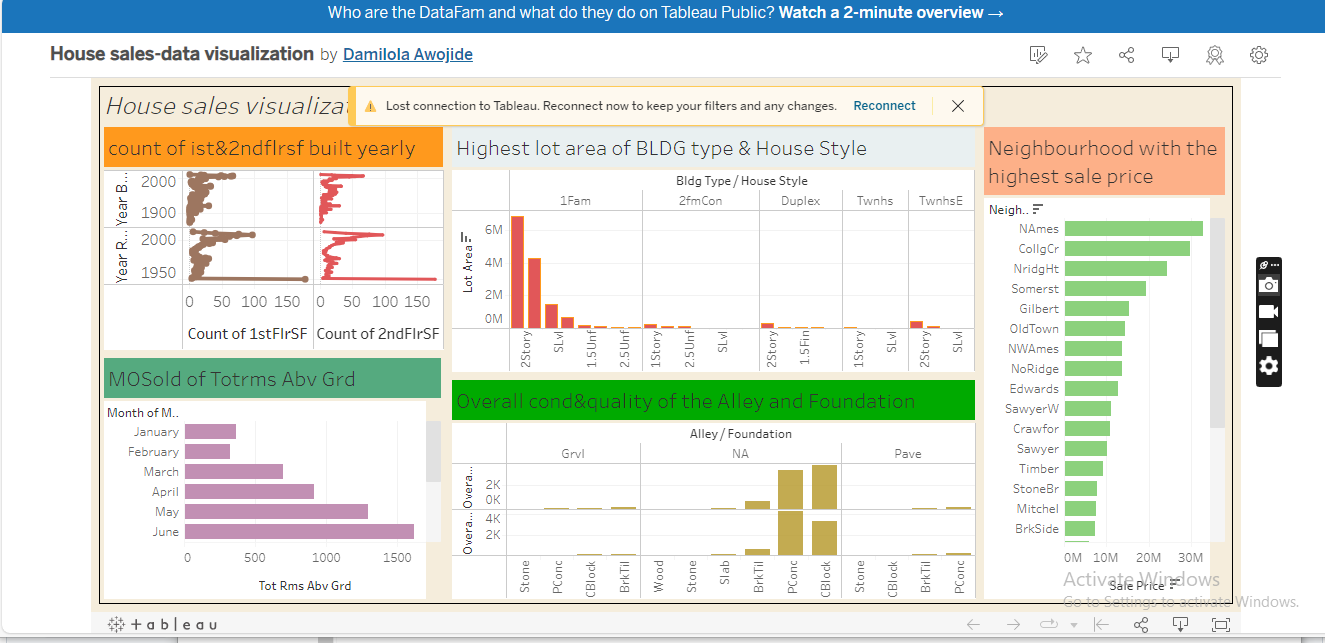 Who are the DataFam and what do they do on Tableau Public? Watch a 2-minute overview →
House sales-data visualization by Damilola Awojide
House sales visualizat
Lost connection to Tableau. Reconnect now to keep your filters and any changes. Reconnect
count of ist&2ndflrsf built yearly
Year B...
2000
1900
Year R...
2000
1950
0 50 100 150 0 50 100 150
Count of 1stFlrSF Count of 2ndFlrSF
MOSold of Totrms Abv Grd
Month of M..
January
February
March
April
May
June
0 500 1000 1500
Tot Rms Abv Grd
Highest lot area of BLDG type & House Style
Bldg Type / House Style
1Fam 2fmCon Duplex Twnhs TwnhsE
Lot Area
6M
4M
2M
0M
2Story SLvl 1.5Unf 2.5Unf 1Story 2.5Unf SLvl 2Story 1.5Fin 1Story SLvl 2Story SLvl
Overall cond&quality of the Alley and Foundation
Alley / Foundation
Grvl NA Pave
Overa...
2K
0K
Overa...
4K
2K
Stone PConc CBlock BrkTil Wood Stone Slab BrkTil PConc CBlock Stone CBlock BrkTil PConc
Neighbourhood with the
highest sale price
Neigh..
NAmes
CollgCr
NridgHt
Somerst
Gilbert
OldTown
NWAmes
NoRidge
Edwards
SawyerW
Crawfor
Sawyer
Timber
StoneBr
Mitchel
BrkSide
0M 10M 20M 30M
Sale Price
Activate Windows
Go to Settings to activate Windows.
+ a b | e a u